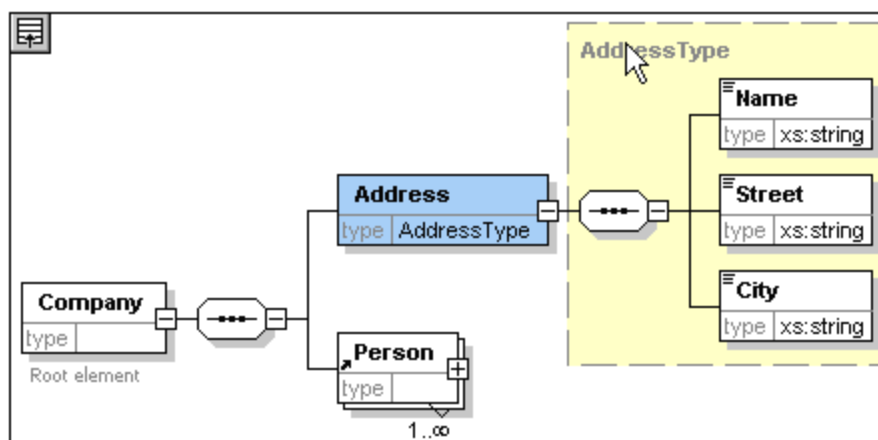 AddressType
Name
type xs:string
Address
type AddressType
Street
type xs:string
Company
type
Root element
City
type xs:string
Person
type
1..∞